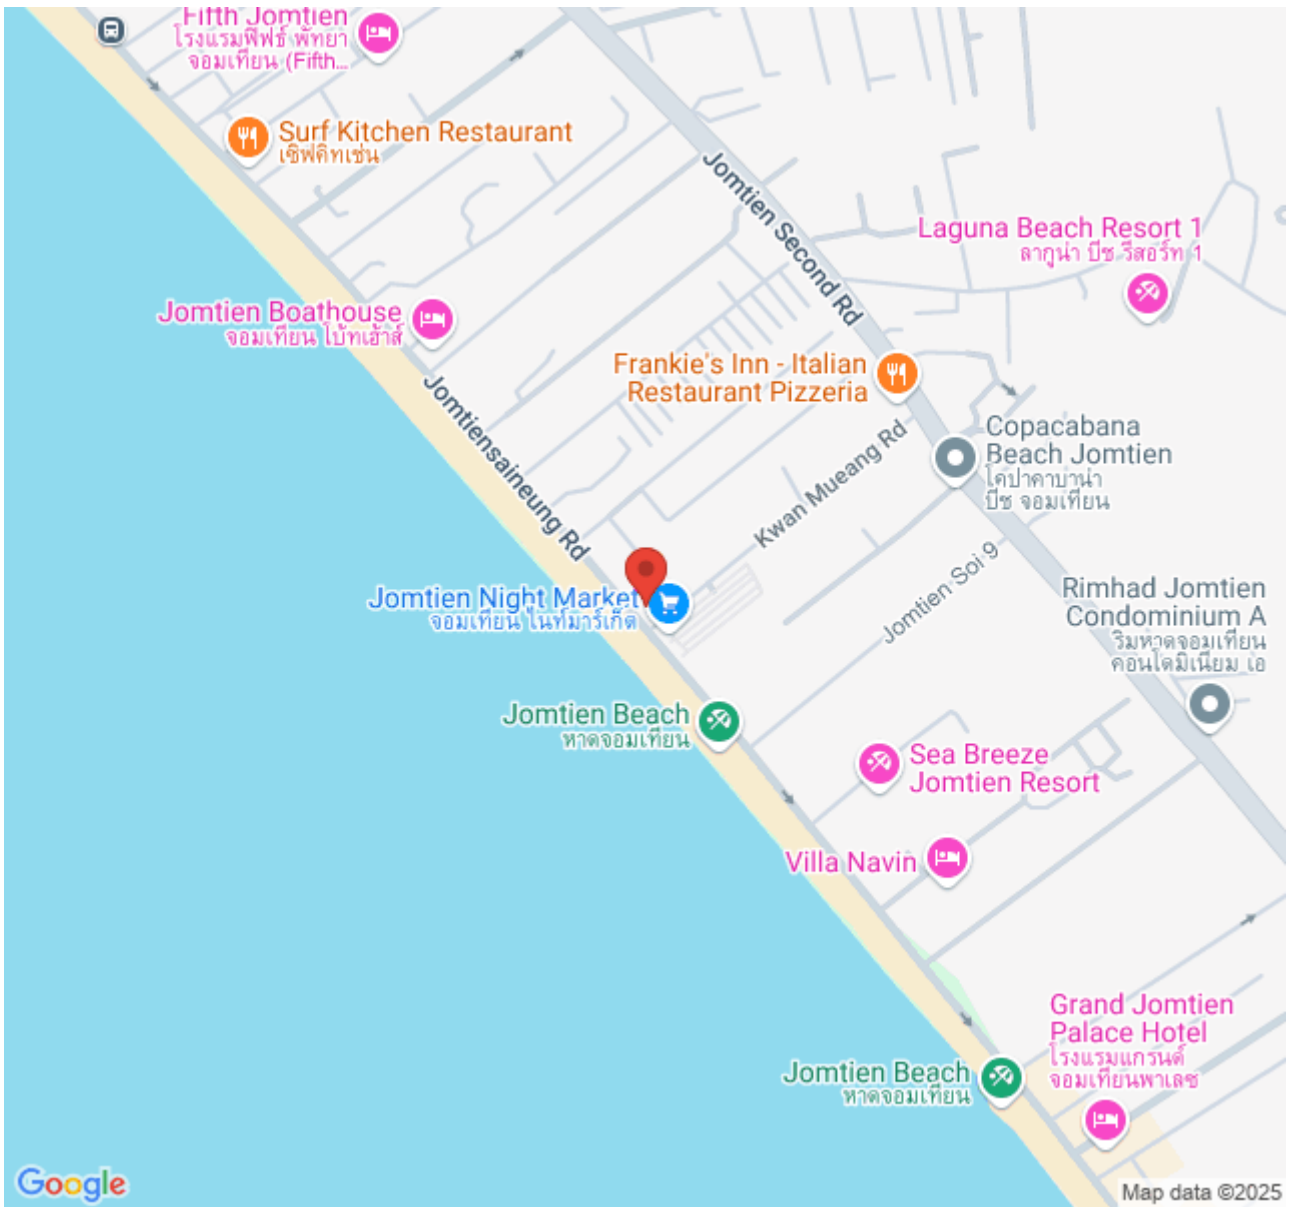 Fifth Jomtien
โรงแรมฟิฟธ์ พัทยา
จอมเทียน (Fifth...
Surf Kitchen Restaurant
เซิฟคิทเช่น
Jomtien Second Rd
Laguna Beach Resort 1
ลากูน่า บีช รีสอร์ท 1
Jomtien Boathouse
จอมเทียน โบ้ทเฮ้าส์
Frankie's Inn - Italian
Restaurant Pizzeria
Jomtiensaineung Rd
Copacabana
Beach Jomtien
โคปาคาบาน่า
บีช จอมเทียน
Kwan Mueang Rd
Jomtien Soi 9
Jomtien Night Market
จอมเทียน ไนท์มาร์เก็ต
Rimhad Jomtien
Condominium A
ริมหาดจอมเทียน
คอนโดมิเนียม เอ
Jomtien Beach
หาดจอมเทียน
Sea Breeze
Jomtien Resort
Villa Navin
Grand Jomtien
Palace Hotel
โรงแรมแกรนด์
จอมเทียนพาเลซ
Jomtien Beach
หาดจอมเทียน
Google
Map data ©2025